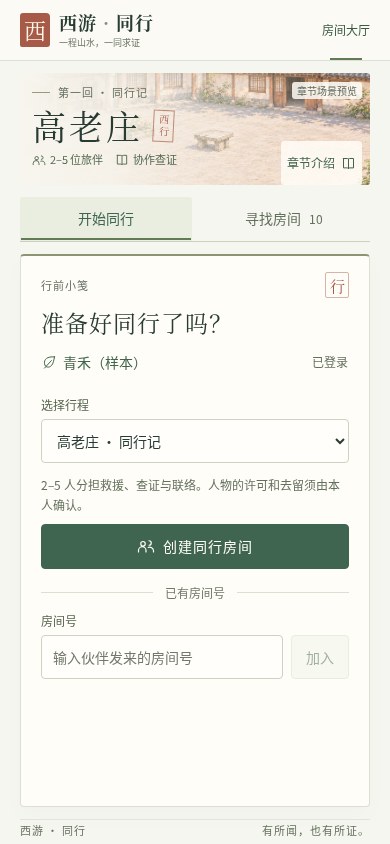 西
西游 · 同行
一程山水，一同求证
房间大厅
第一回 · 同行记
章节场景预览
高老庄
西行
2–5 位旅伴
协作查证
章节介绍
开始同行
寻找房间 10
行前小笺
行
准备好同行了吗？
青禾（样本）
已登录
选择行程
高老庄 · 同行记
2–5 人分担救援、查证与联络。人物的许可和去留须由本
人确认。
创建同行房间
已有房间号
房间号
输入伙伴发来的房间号
加入
西游 · 同行
有所闻，也有所证。